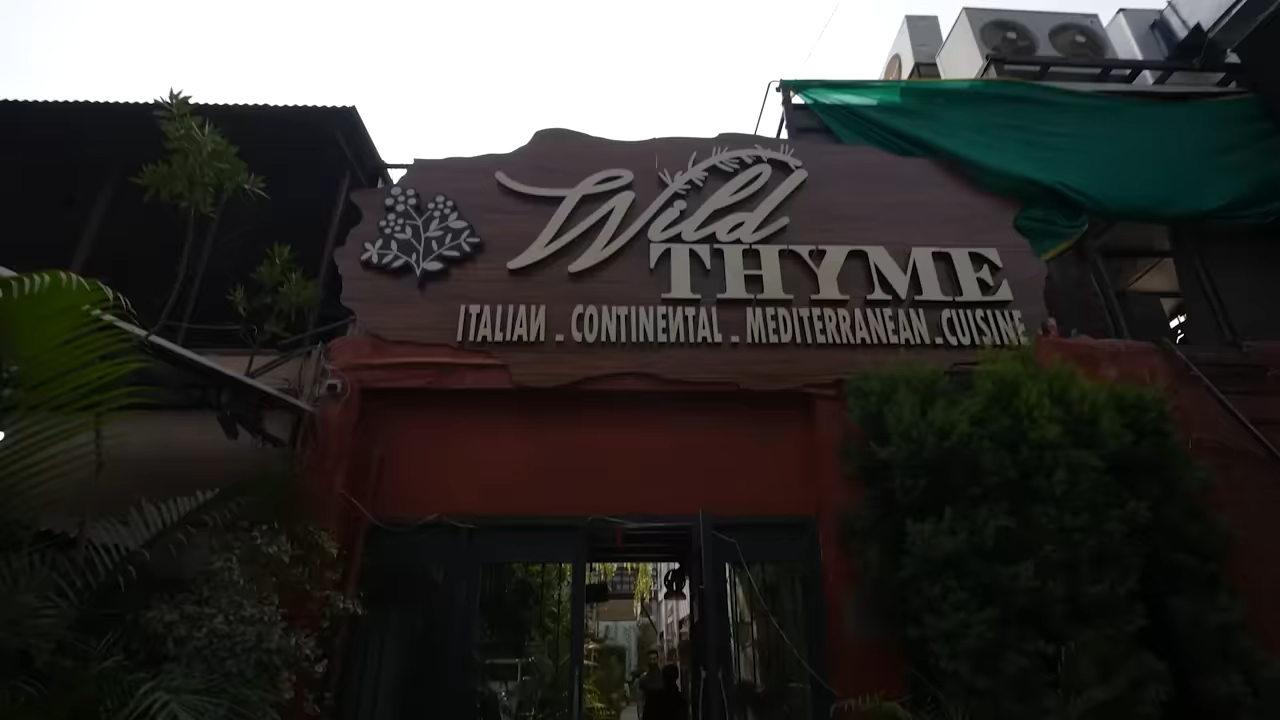 Wild
THYME
ITALIAN . CONTINENTAL . MEDITERRANEAN . CUISINE